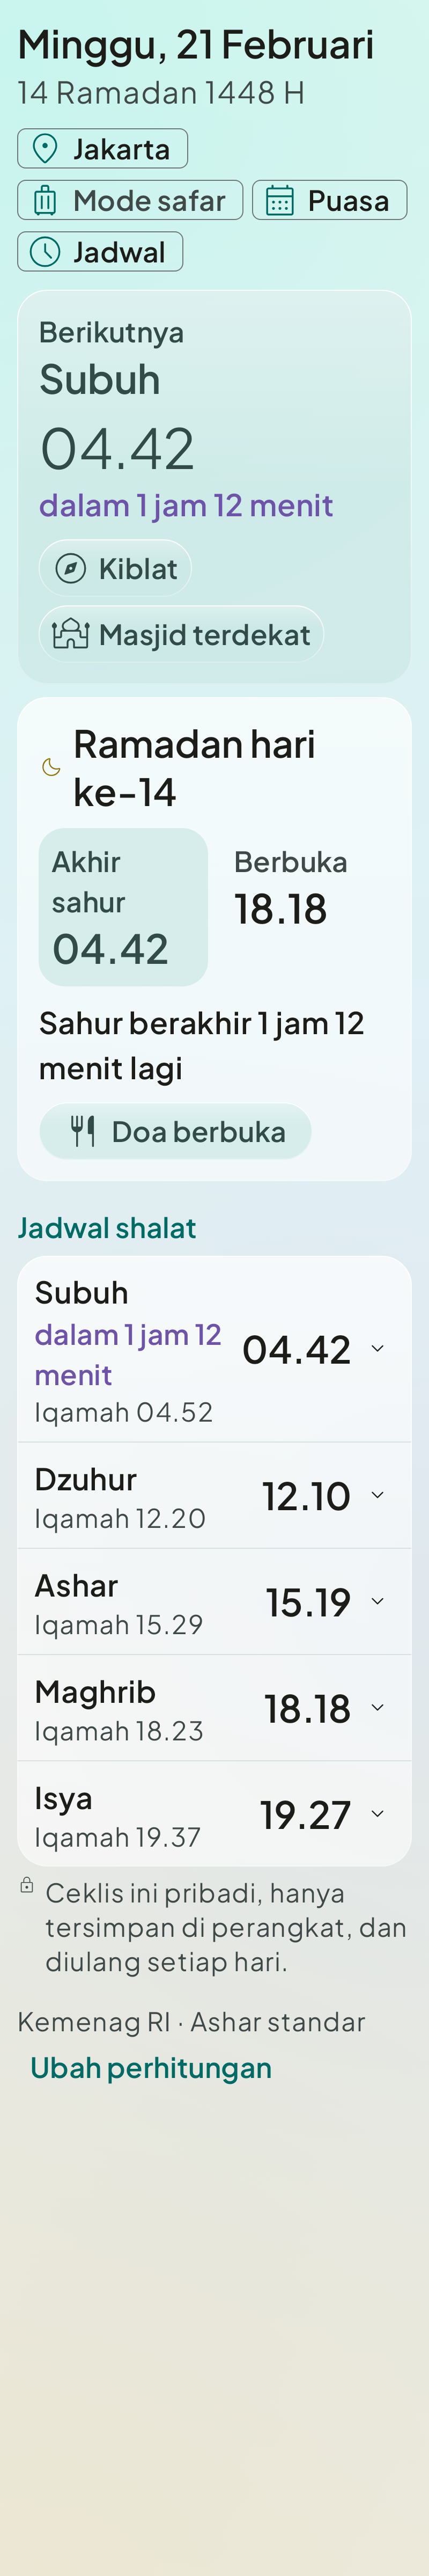 Minggu, 21 Februari
14 Ramadan 1448 H
Jakarta
Mode safar
Puasa
Jadwal
Berikutnya
Subuh
04.42
dalam 1 jam 12 menit
Kiblat
Masjid terdekat
Ramadan hari
ke-14
Akhir
sahur
04.42
Berbuka
18.18
Sahur berakhir 1 jam 12
menit lagi
Doa berbuka
Jadwal shalat
Subuh
dalam 1 jam 12
menit
Iqamah 04.52
04.42
Dzuhur
Iqamah 12.20
12.10
Ashar
Iqamah 15.29
15.19
Maghrib
Iqamah 18.23
18.18
Isya
Iqamah 19.37
19.27
Ceklis ini pribadi, hanya
tersimpan di perangkat, dan
diulang setiap hari.
Kemenag RI · Ashar standar
Ubah perhitungan